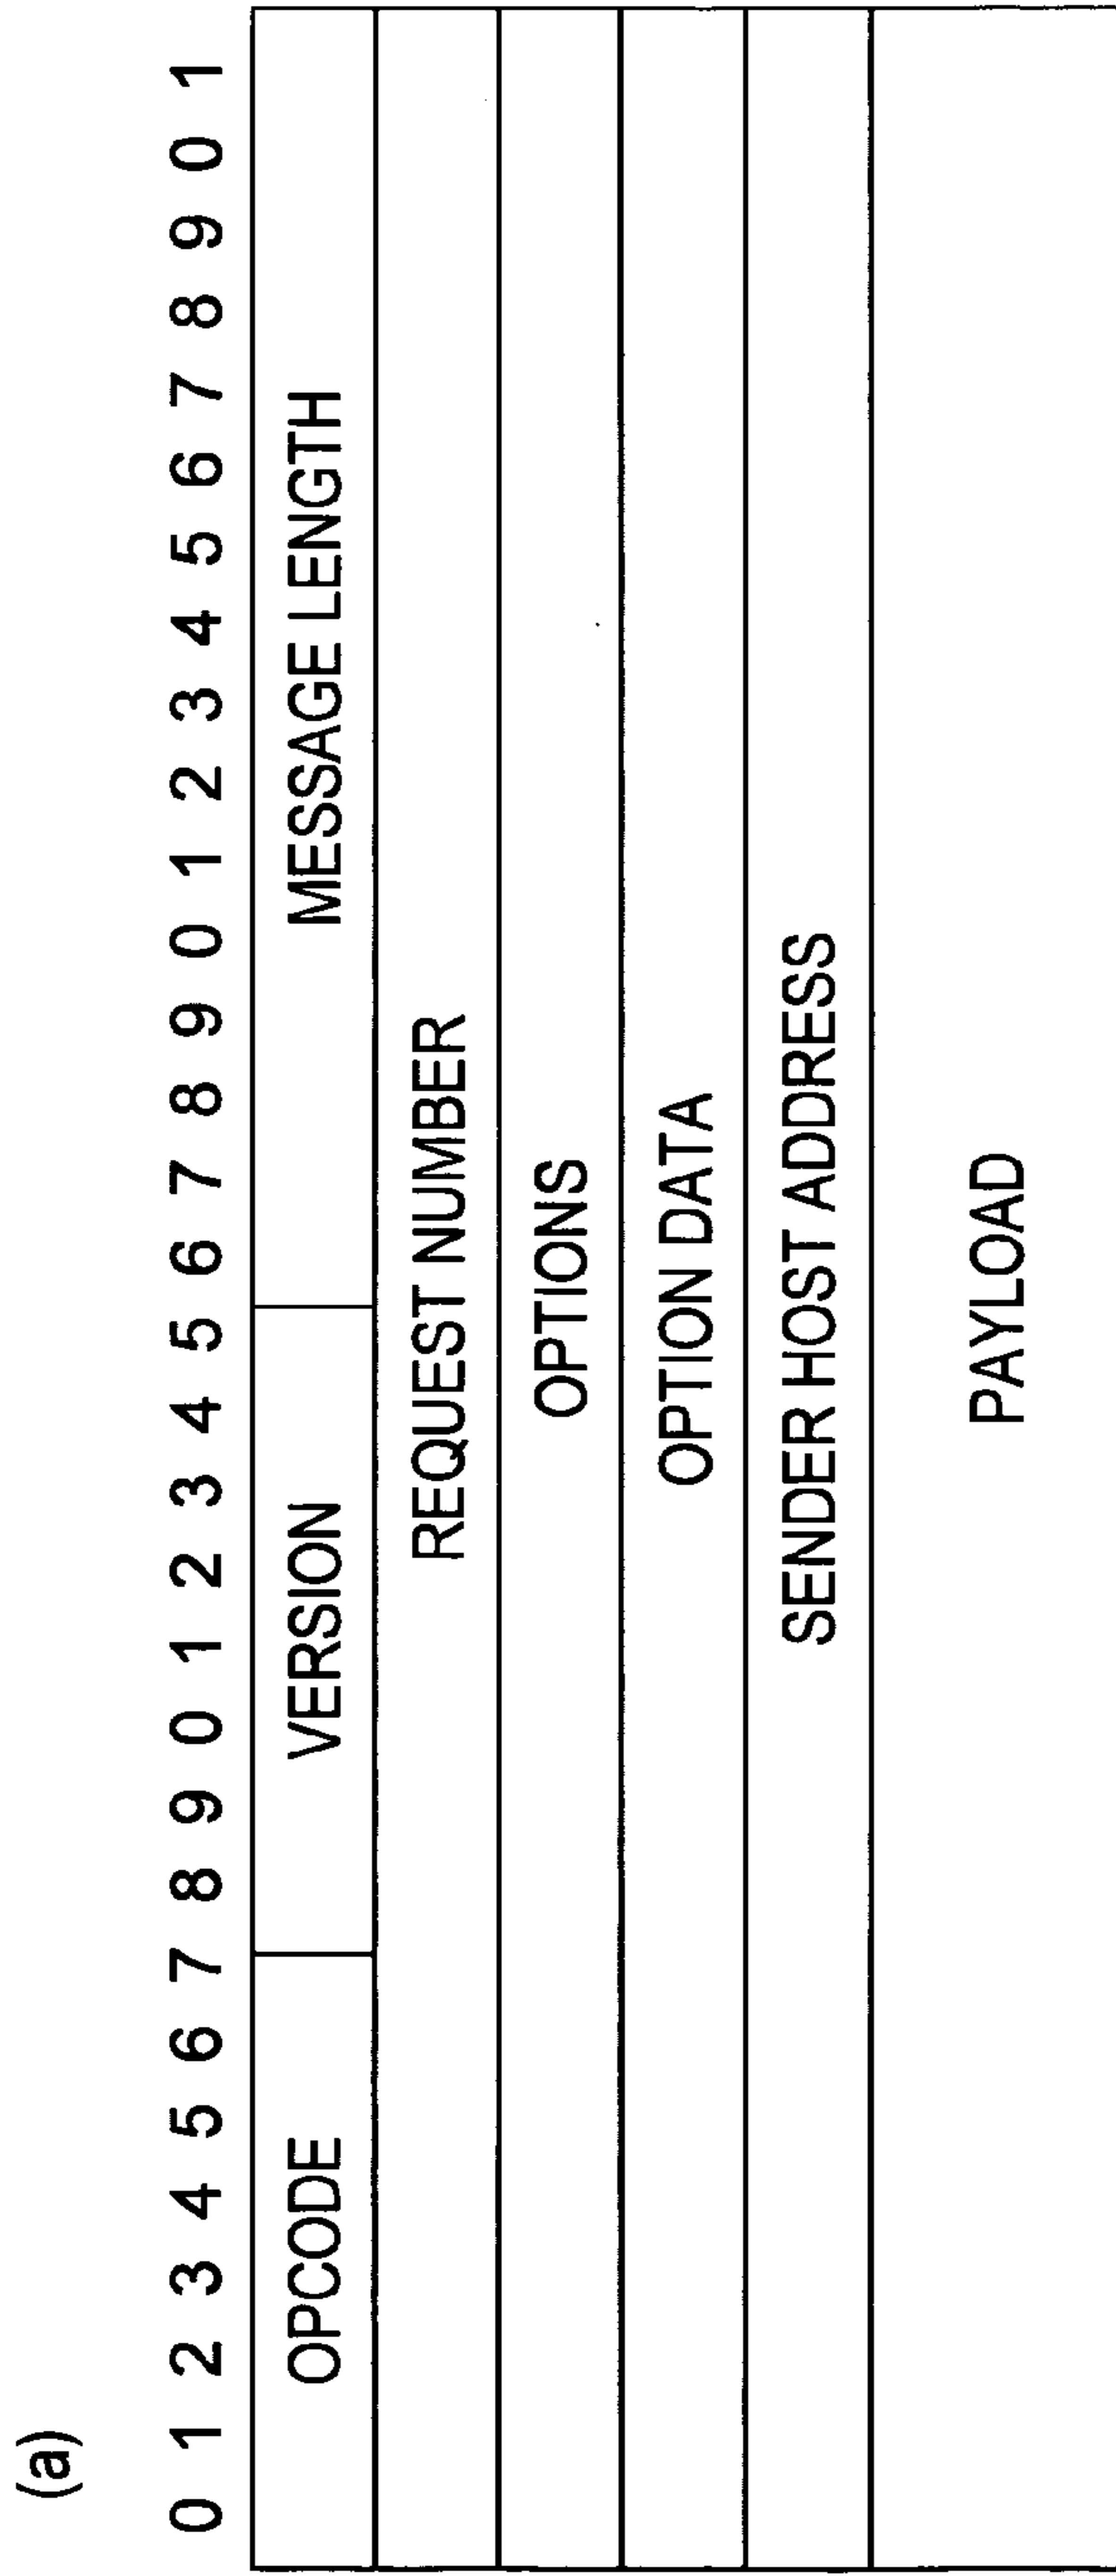 (a)
0 1 2 3 4 5 6 7 8 9 0 1 2 3 4 5 6 7 8 9 0 1 2 3 4 5 6 7 8 9 0 1
OPCODE VERSION MESSAGE LENGTH
REQUEST NUMBER
OPTIONS
OPTION DATA
SENDER HOST ADDRESS
PAYLOAD